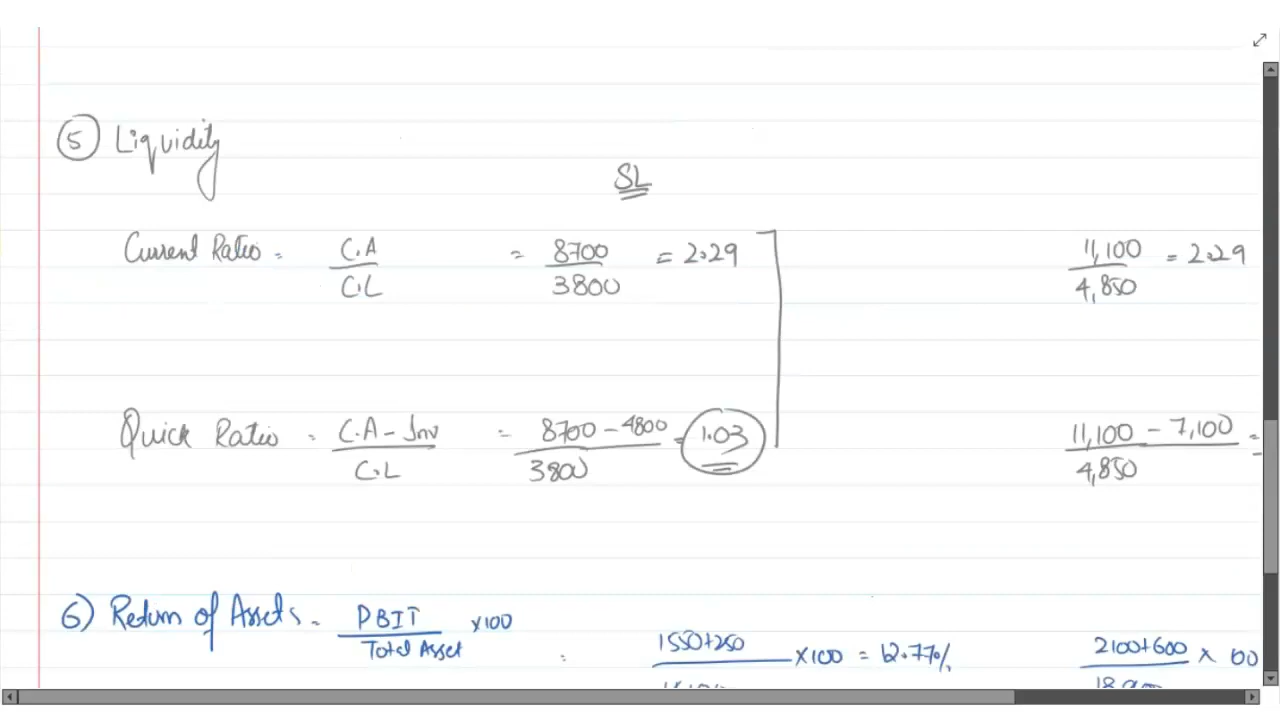 5 Liquidity
SL
Current Ratio = C.A / C.L = 8700 / 3800 = 2.29 11,100 / 4,850 = 2.29
Quick Ratio = C.A - Inv / C.L = 8700 - 4800 / 3800 = 1.03 11,100 - 7,100 / 4,850 =
6) Return of Assets = PBIT / Total Asset x100 = 1550+250 x100 = 12.77% 2100+600 x 00